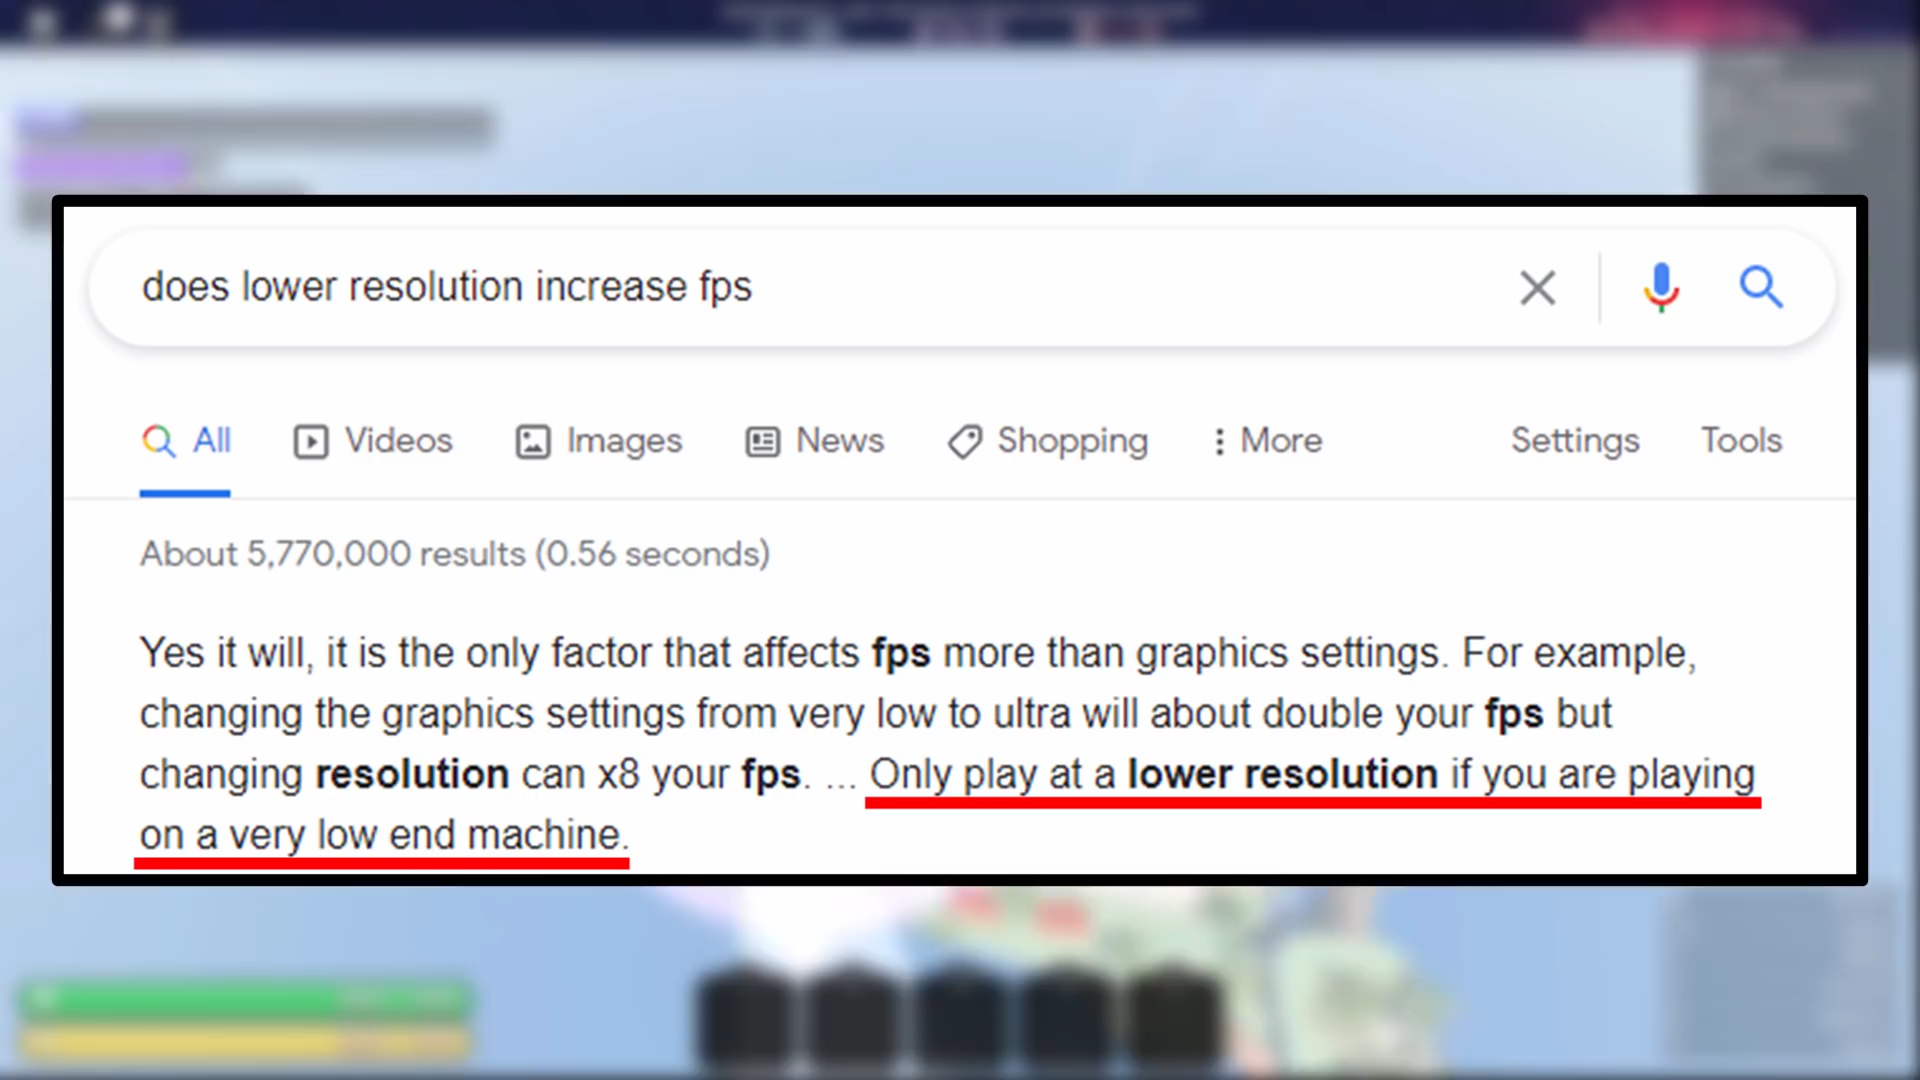 does lower resolution increase fps
All Videos Images News Shopping More Settings Tools
About 5,770,000 results (0.56 seconds)
Yes it will, it is the only factor that affects fps more than graphics settings. For example,
changing the graphics settings from very low to ultra will about double your fps but
changing resolution can x8 your fps. ... Only play at a lower resolution if you are playing
on a very low end machine.